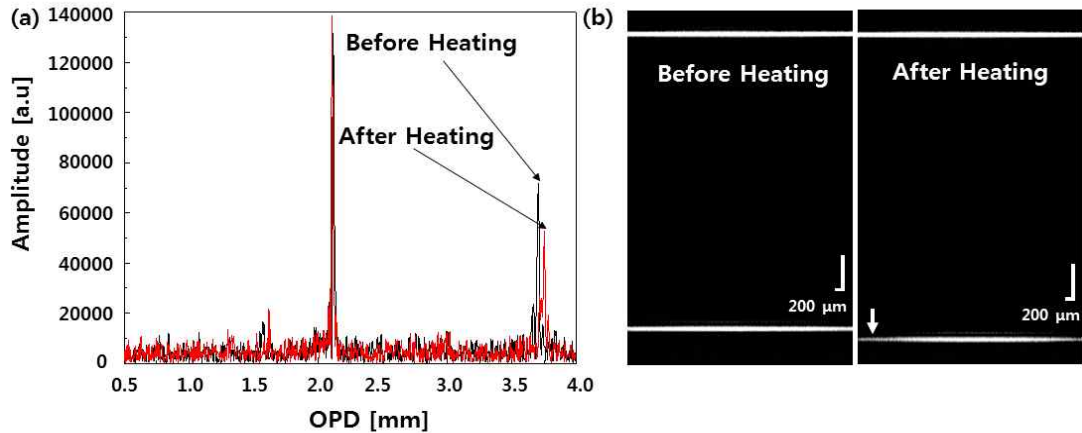 (a)
140000
120000
100000
80000
60000
40000
20000
0
Amplitude [a.u]
0.5 1.0 1.5 2.0 2.5 3.0 3.5 4.0
OPD [mm]
Before Heating
After Heating
(b)
Before Heating
200 μm
After Heating
200 μm